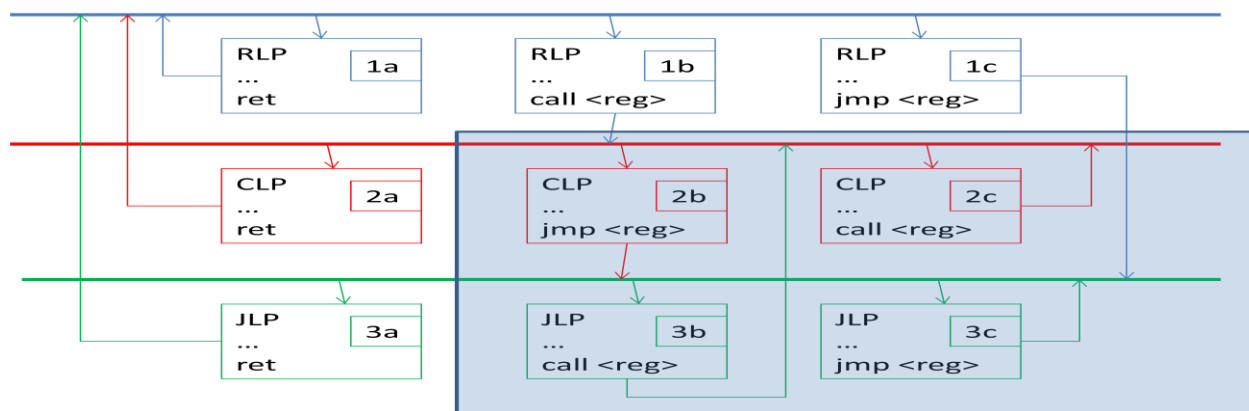 RLP
...
ret
1a
RLP
...
call <reg>
1b
RLP
...
jmp <reg>
1c
CLP
...
ret
2a
CLP
...
jmp <reg>
2b
CLP
...
call <reg>
2c
JLP
...
ret
3a
JLP
...
call <reg>
3b
JLP
...
jmp <reg>
3c